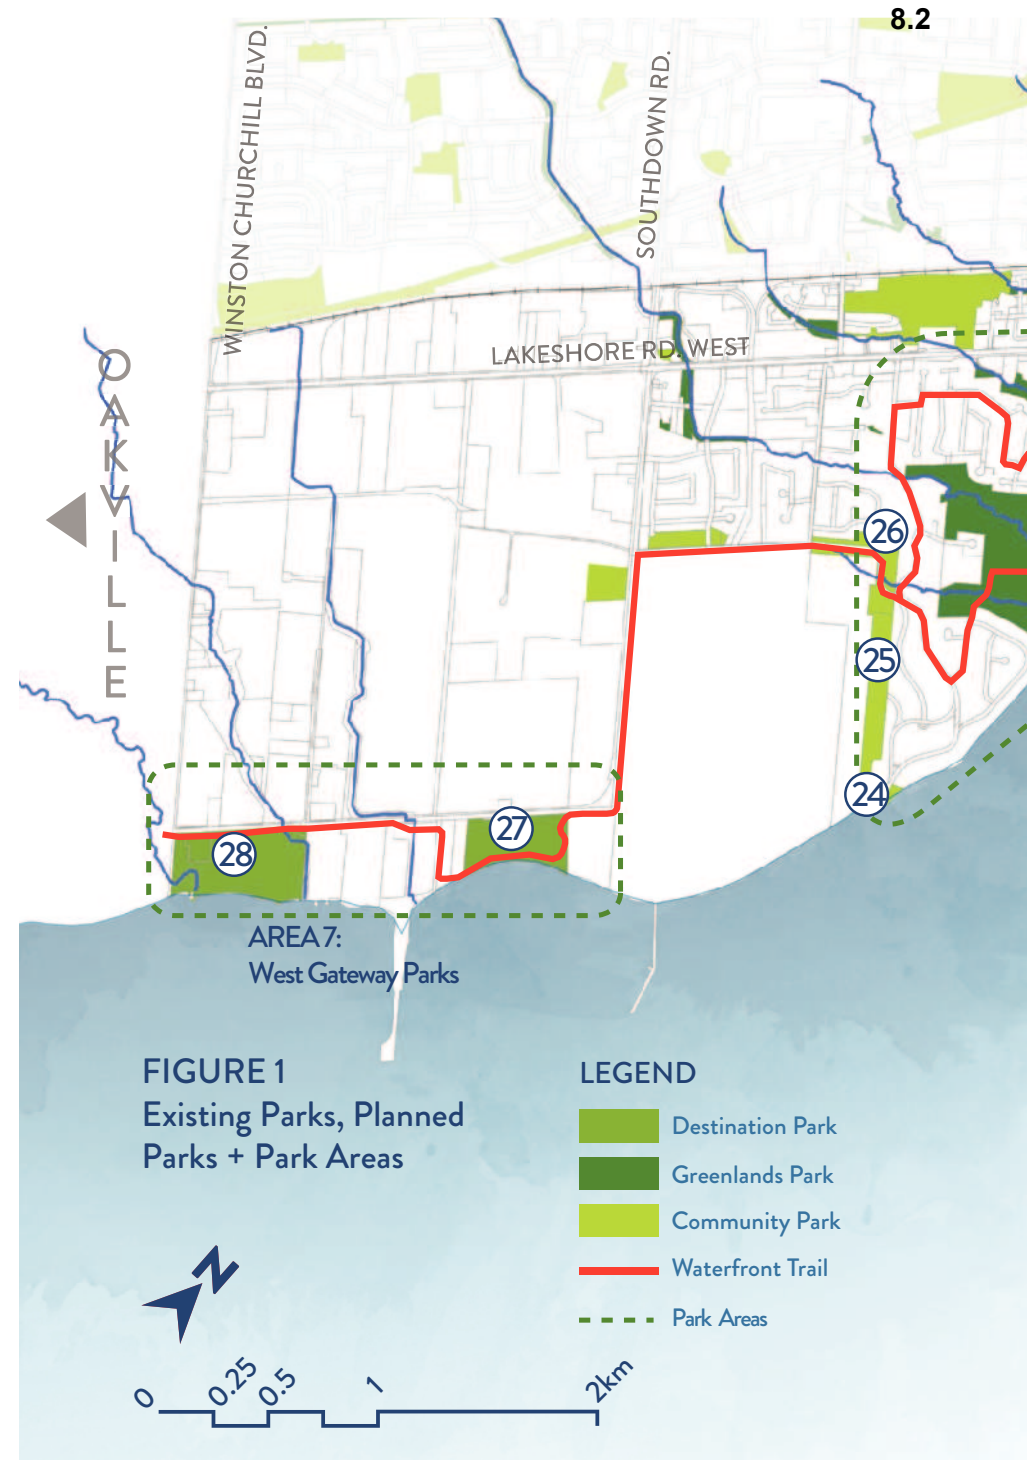 8.2
WINSTON CHURCHILL BLVD.
SOUTHDOWN RD.
LAKESHORE RD. WEST
OAKVILLE
26
25
24
27
28
AREA 7:
West Gateway Parks
FIGURE 1
Existing Parks, Planned
Parks + Park Areas
LEGEND
Destination Park
Greenlands Park
Community Park
Waterfront Trail
Park Areas
N
0 0.25 0.5 1 2km